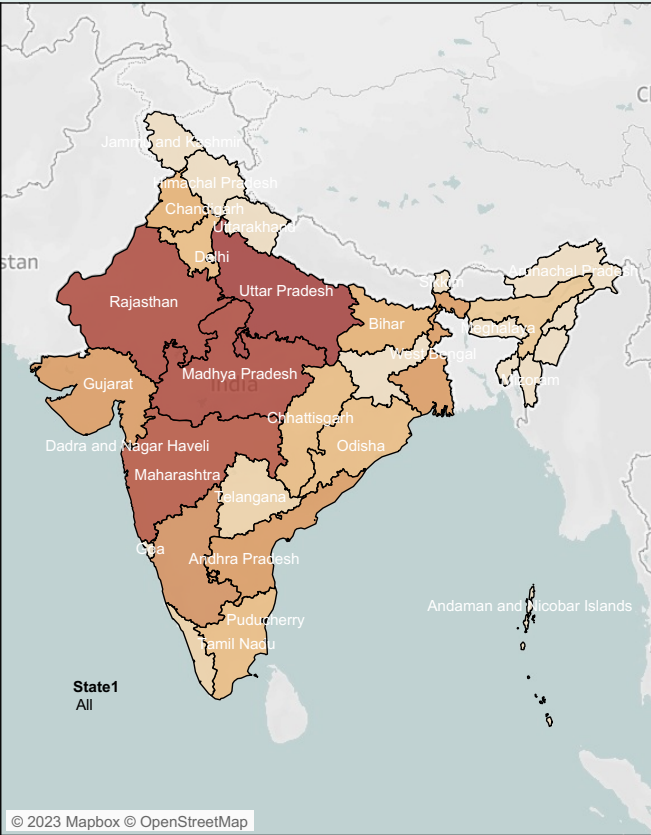 Jammu and Kashmir
Himachal Pradesh
Chandigarh
Uttarakhand
Delhi
stan
Rajasthan
Uttar Pradesh
Sikkim
Arunachal Pradesh
Bihar
Meghalaya
West Bengal
Madhya Pradesh
India
Gujarat
Mizoram
Chhattisgarh
Dadra and Nagar Haveli
Odisha
Maharashtra
Telangana
Goa
Andhra Pradesh
Andaman and Nicobar Islands
Puducherry
Tamil Nadu
State1
All
© 2023 Mapbox © OpenStreetMap